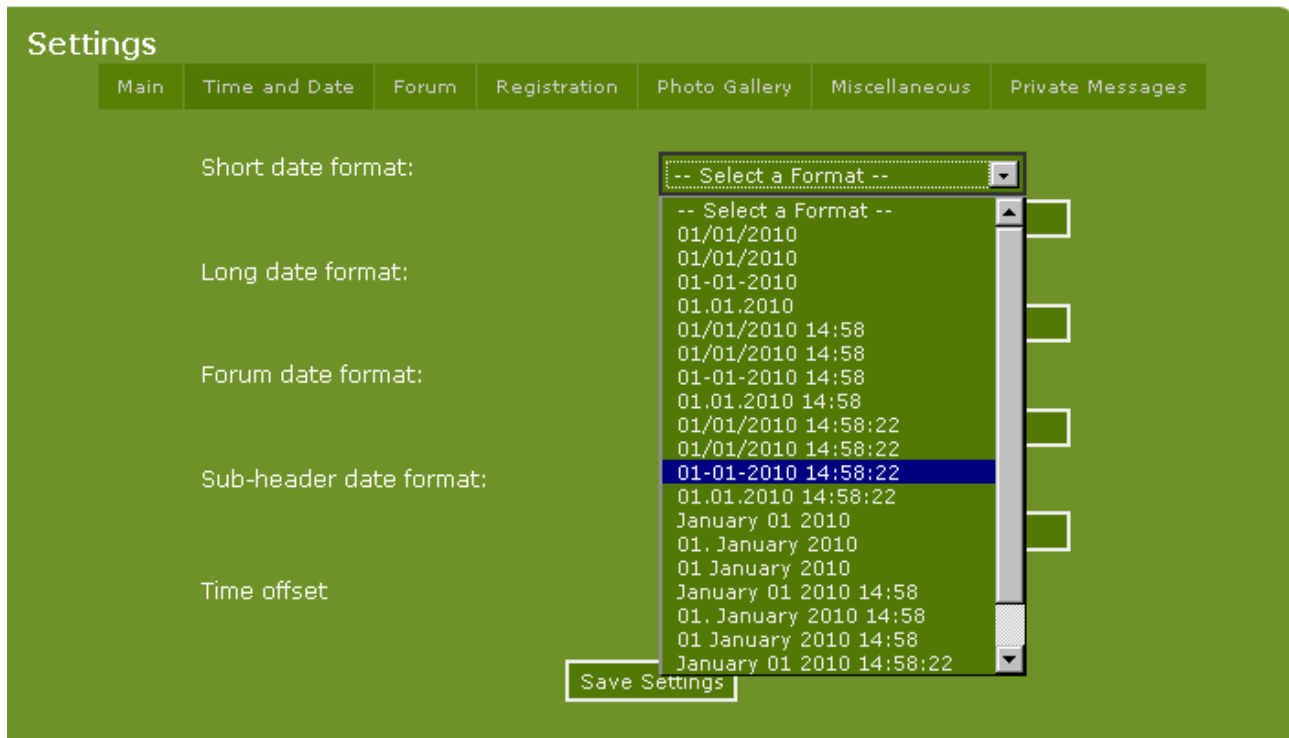 Settings
Main Time and Date Forum Registration Photo Gallery Miscellaneous Private Messages
Short date format:
-- Select a Format --
-- Select a Format --
01/01/2010
01/01/2010
01-01-2010
01.01.2010
01/01/2010 14:58
01/01/2010 14:58
01-01-2010 14:58
01.01.2010 14:58
01/01/2010 14:58:22
01/01/2010 14:58:22
01-01-2010 14:58:22
01.01.2010 14:58:22
January 01 2010
01. January 2010
01 January 2010
January 01 2010 14:58
01. January 2010 14:58
01 January 2010 14:58
January 01 2010 14:58:22
Long date format:
Forum date format:
Sub-header date format:
Time offset
Save Settings